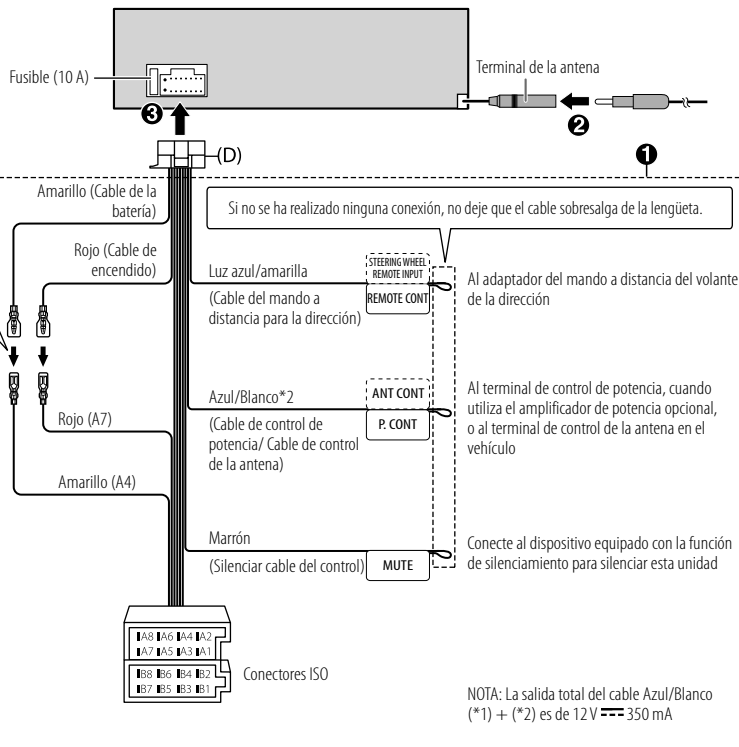 Fusible (10 A)
Terminal de la antena
❸
❷
(D)
❶
Amarillo (Cable de la
batería)
Si no se ha realizado ninguna conexión, no deje que el cable sobresalga de la lengüeta.
Rojo (Cable de
encendido)
Luz azul/amarilla
(Cable del mando a
distancia para la dirección)
STEERING WHEEL
REMOTE INPUT
REMOTE CONT
Al adaptador del mando a distancia del volante
de la dirección
Azul/Blanco*2
(Cable de control de
potencia/ Cable de control
de la antena)
ANT CONT
P. CONT
Al terminal de control de potencia, cuando
utiliza el amplificador de potencia opcional,
o al terminal de control de la antena en el
vehículo
Rojo (A7)
Amarillo (A4)
Marrón
(Silenciar cable del control)
MUTE
Conecte al dispositivo equipado con la función
de silenciamiento para silenciar esta unidad
A8 A6 A4 A2
A7 A5 A3 A1
B8 B6 B4 B2
B7 B5 B3 B1
Conectores ISO
NOTA: La salida total del cable Azul/Blanco
(*1) + (*2) es de 12 V ⎓ 350 mA